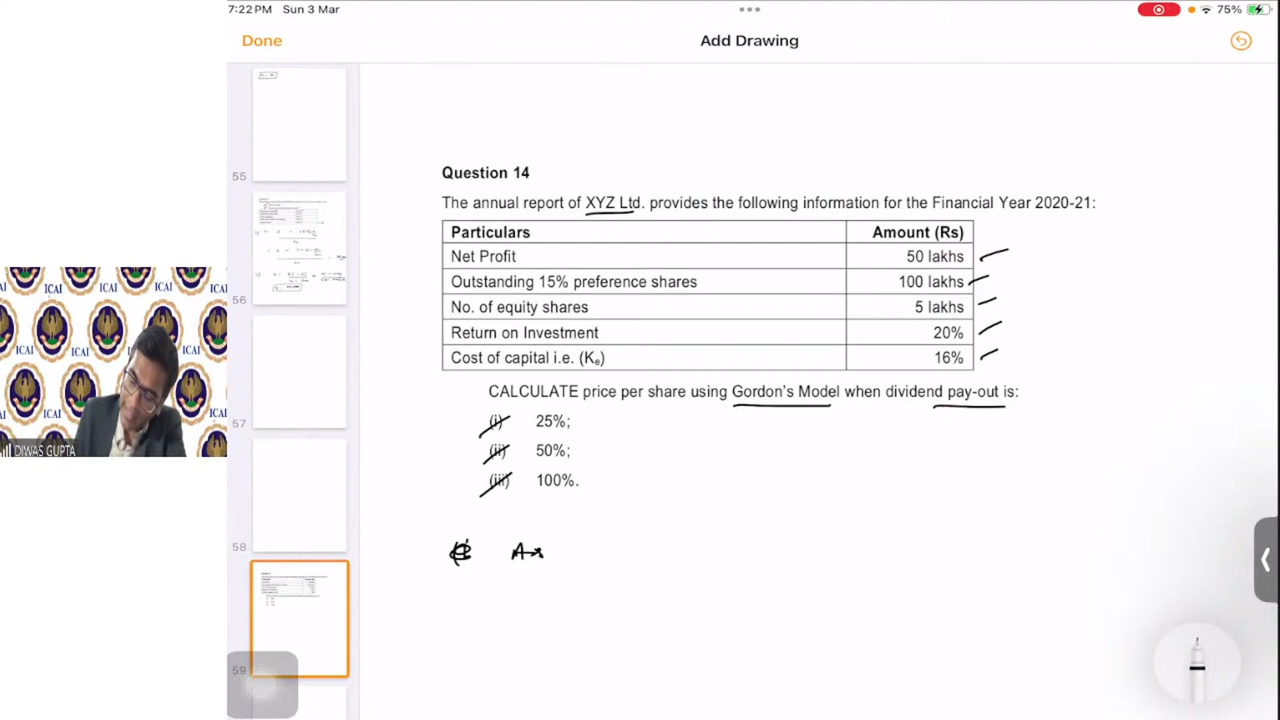 7:22 PM Sun 3 Mar
75%
Done
Add Drawing
55
56
57
58
59
ICAI
ICAI
ICAI
ICAI
DIWAS GUPTA
Question 14
The annual report of XYZ Ltd. provides the following information for the Financial Year 2020-21:
Particulars Amount (Rs)
Net Profit 50 lakhs
Outstanding 15% preference shares 100 lakhs
No. of equity shares 5 lakhs
Return on Investment 20%
Cost of capital i.e. (Ke) 16%
CALCULATE price per share using Gordon's Model when dividend pay-out is:
(i) 25%;
(ii) 50%;
(iii) 100%.